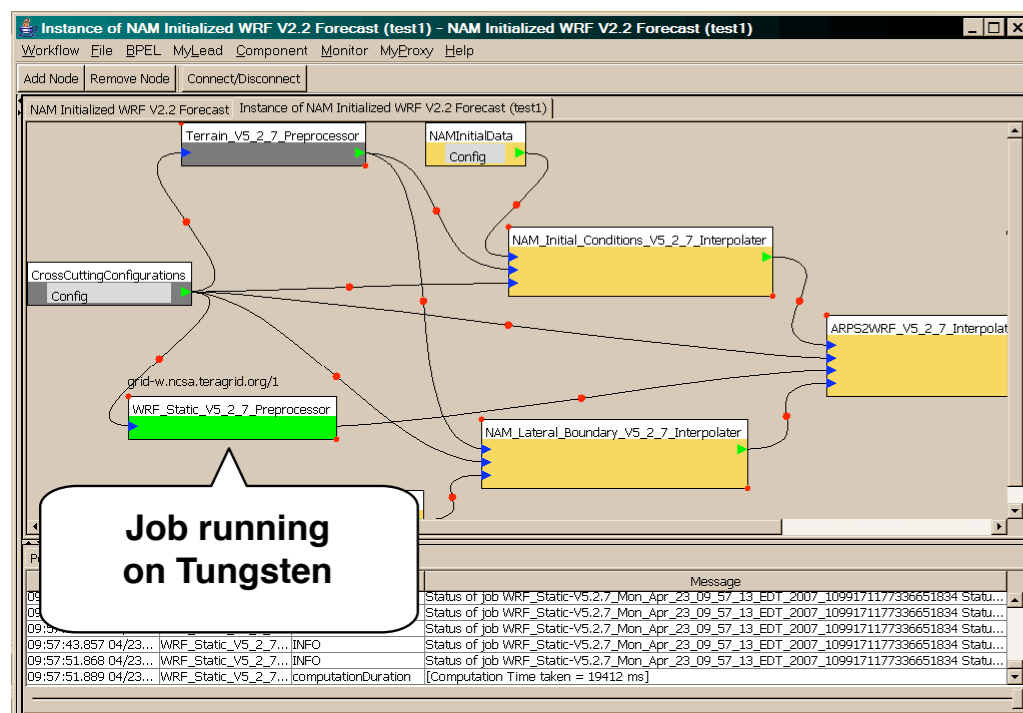 Instance of NAM Initialized WRF V2.2 Forecast (test1) - NAM Initialized WRF V2.2 Forecast (test1)
Workflow File BPEL MyLead Component Monitor MyProxy Help
Add Node Remove Node Connect/Disconnect
NAM Initialized WRF V2.2 Forecast Instance of NAM Initialized WRF V2.2 Forecast (test1)
Terrain_V5_2_7_Preprocessor
NAMInitialData
Config
NAM_Initial_Conditions_V5_2_7_Interpolater
CrossCuttingConfigurations
Config
ARPS2WRF_V5_2_7_Interpolat
grid-w.ncsa.teragrid.org/1
WRF_Static_V5_2_7_Preprocessor
NAM_Lateral_Boundary_V5_2_7_Interpolater
Job running
on Tungsten
Message
Status of job WRF_Static-V5.2.7_Mon_Apr_23_09_57_13_EDT_2007_1099171177336651834 Statu...
Status of job WRF_Static-V5.2.7_Mon_Apr_23_09_57_13_EDT_2007_1099171177336651834 Statu...
Status of job WRF_Static-V5.2.7_Mon_Apr_23_09_57_13_EDT_2007_1099171177336651834 Statu...
09:57:43.857 04/23... WRF_Static_V5_2_7... INFO Status of job WRF_Static-V5.2.7_Mon_Apr_23_09_57_13_EDT_2007_1099171177336651834 Statu...
09:57:51.868 04/23... WRF_Static_V5_2_7... INFO Status of job WRF_Static-V5.2.7_Mon_Apr_23_09_57_13_EDT_2007_1099171177336651834 Statu...
09:57:51.889 04/23... WRF_Static_V5_2_7... computationDuration [Computation Time taken = 19412 ms]